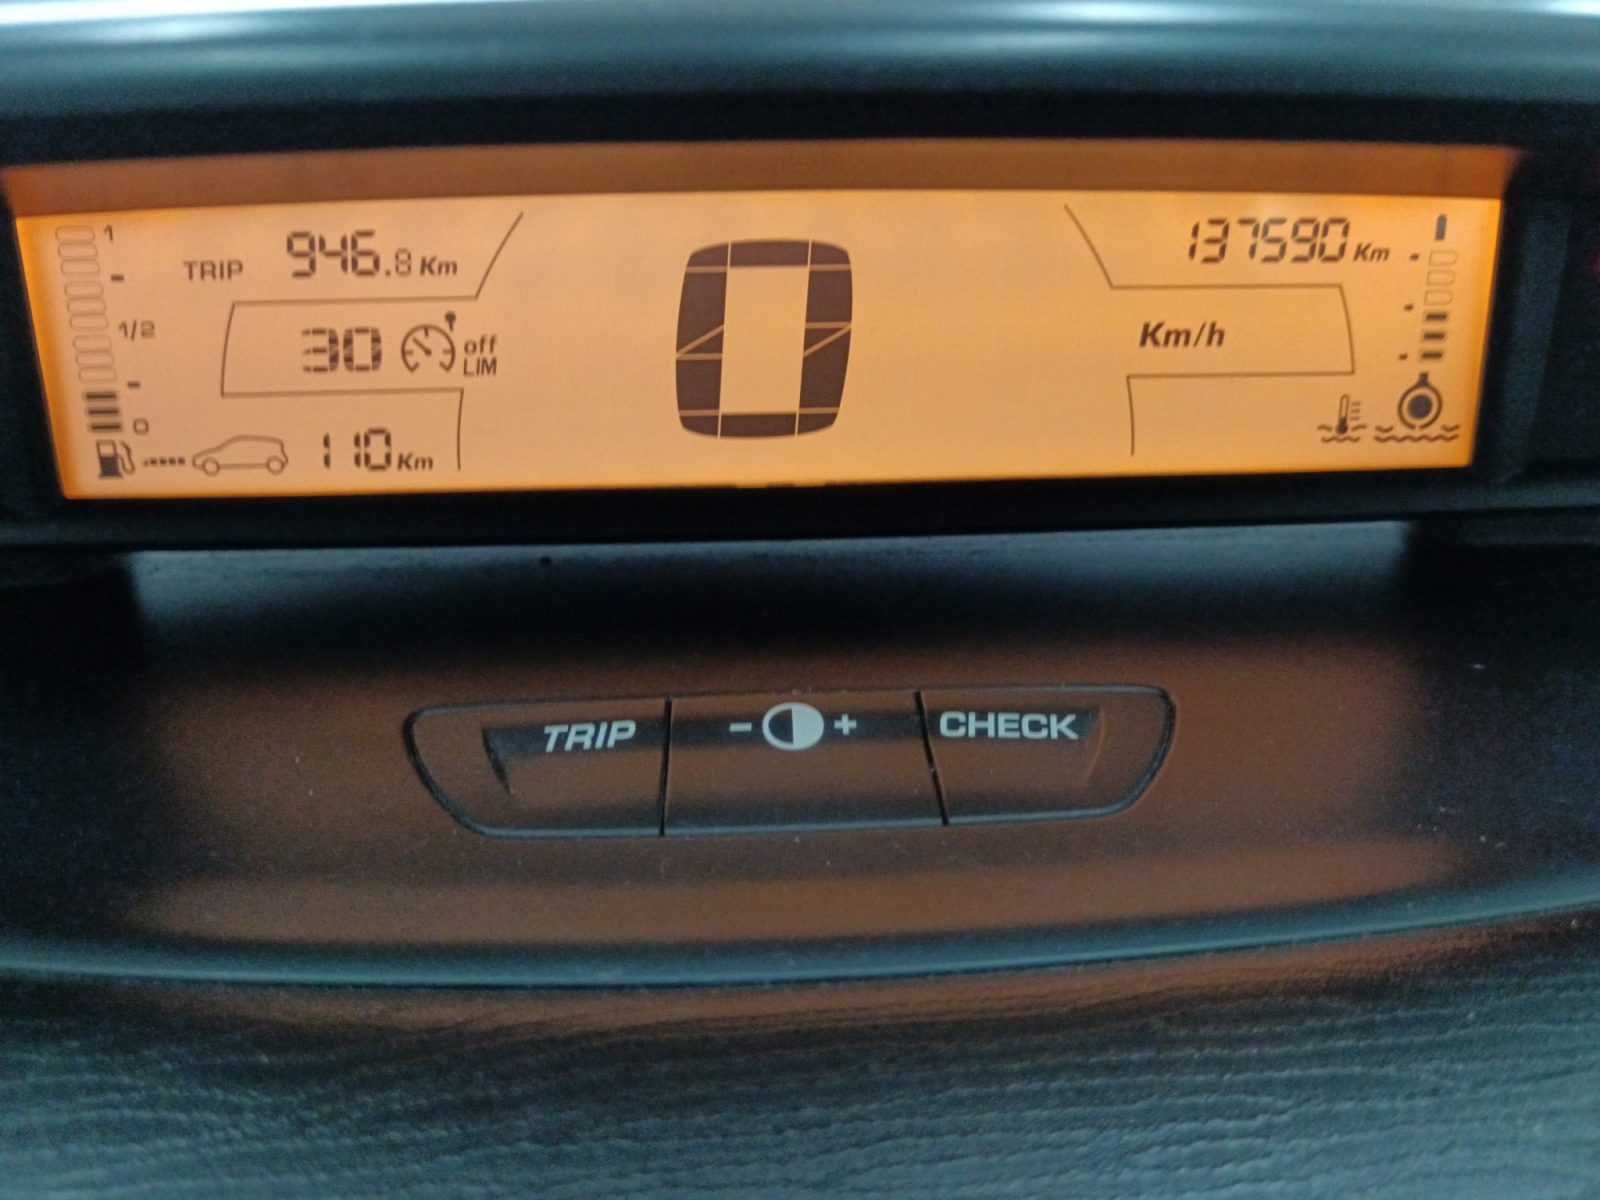 1
TRIP 946.8 Km
137590 Km
1/2
30 off
LIM
0
Km/h
0
110 Km
TRIP - + CHECK